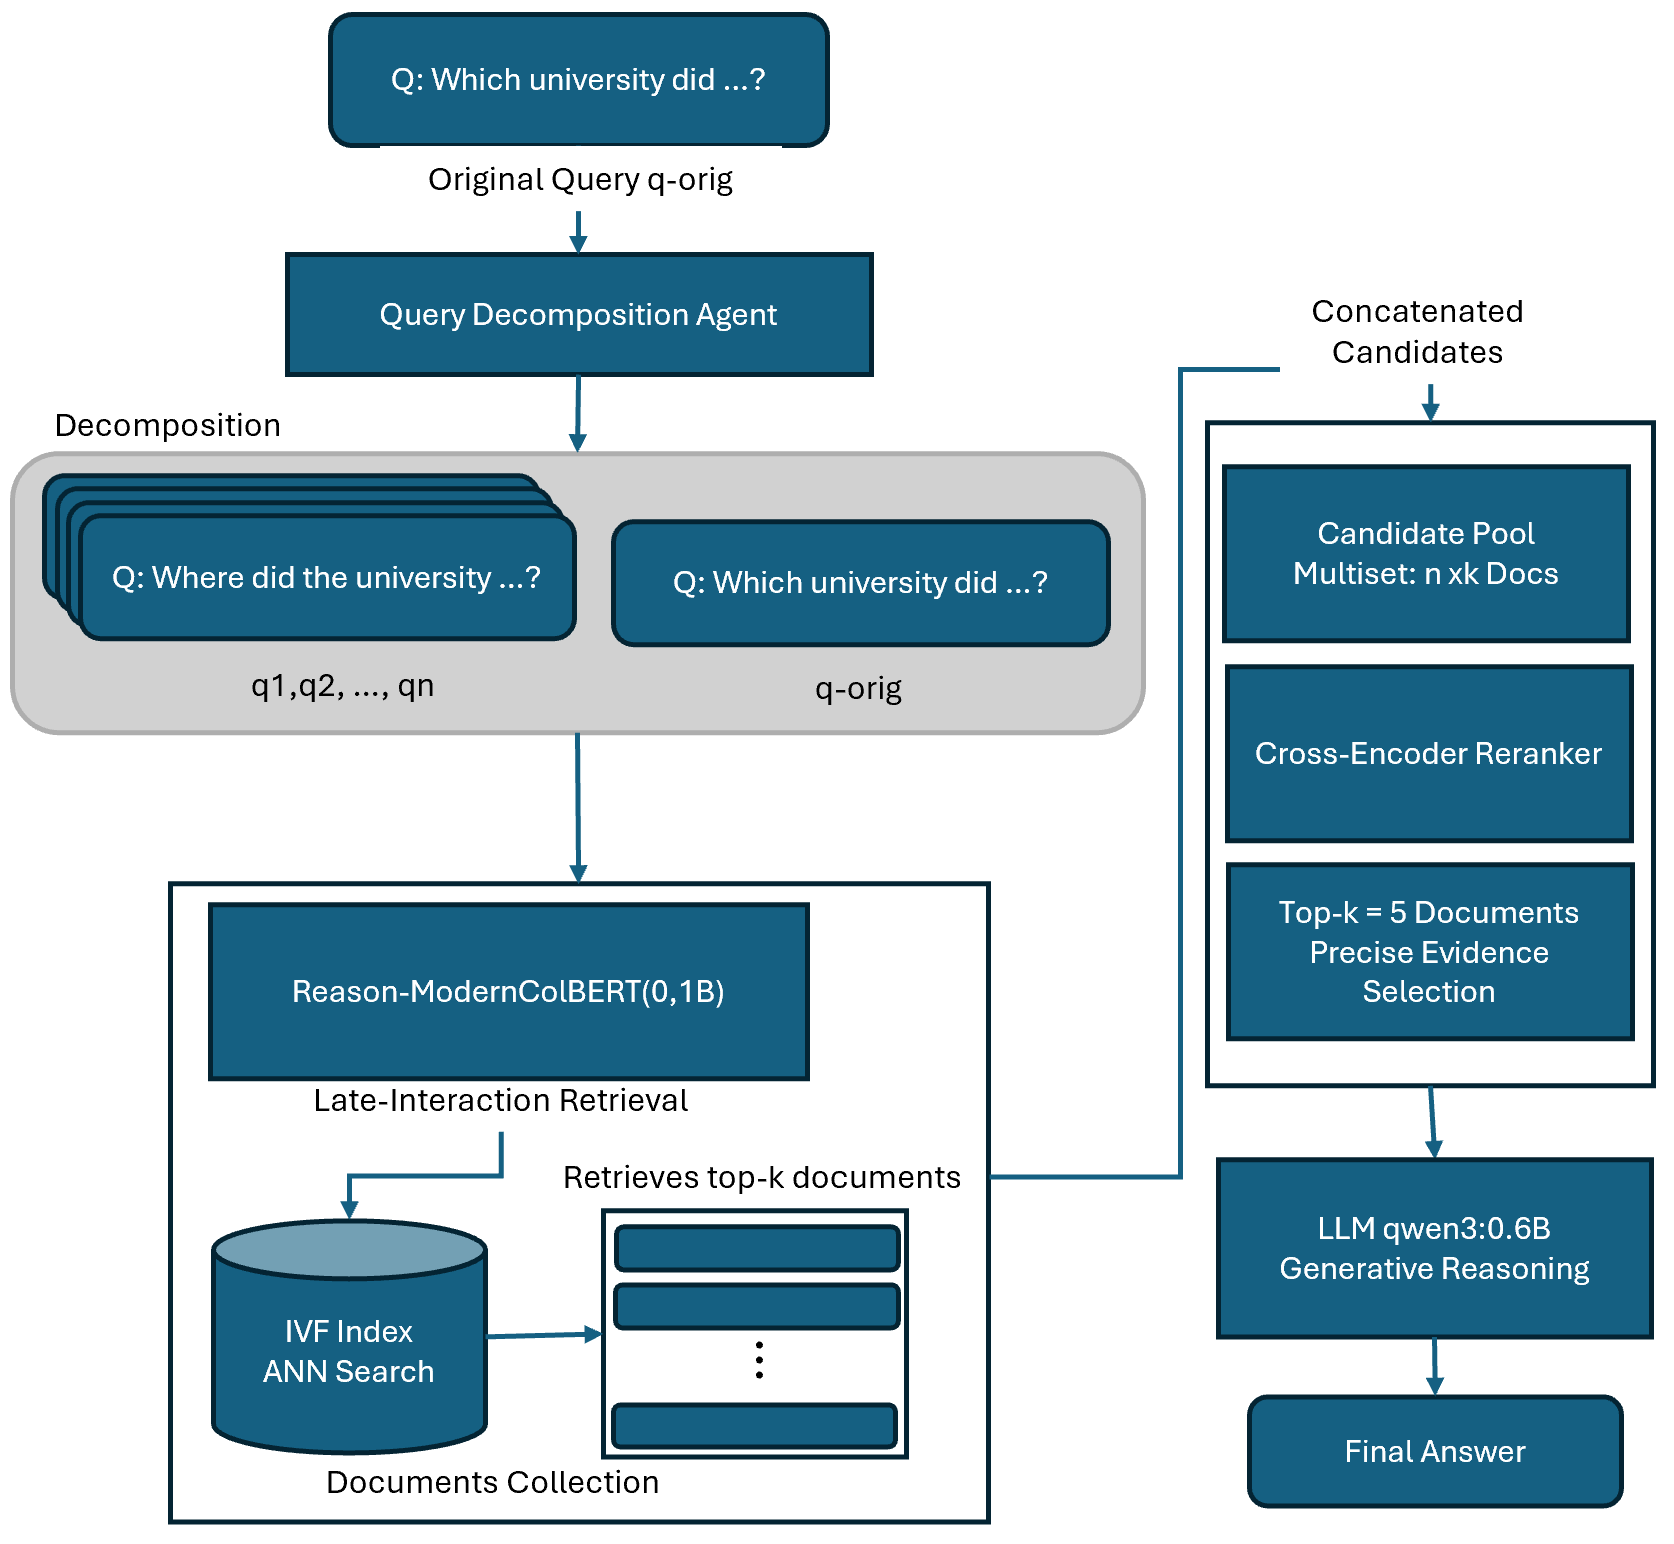 Q: Which university did ...?
Original Query q-orig
Query Decomposition Agent
Decomposition
Q: Where did the university ...?
Q: Which university did ...?
q1,q2, ..., qn
q-orig
Reason-ModernColBERT(0,1B)
Late-Interaction Retrieval
Retrieves top-k documents
IVF Index
ANN Search
Documents Collection
Concatenated
Candidates
Candidate Pool
Multiset: n xk Docs
Cross-Encoder Reranker
Top-k = 5 Documents
Precise Evidence
Selection
LLM qwen3:0.6B
Generative Reasoning
Final Answer